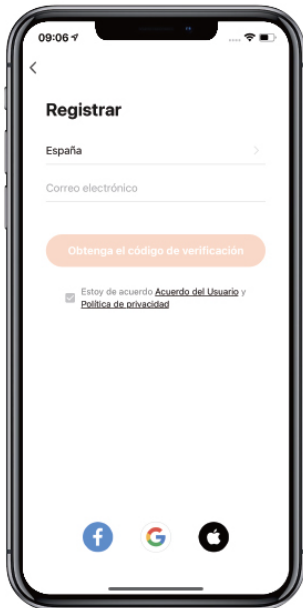 09:06
Registrar
España
Correo electrónico
Obtenga el código de verificación
Estoy de acuerdo Acuerdo del Usuario y
Política de privacidad